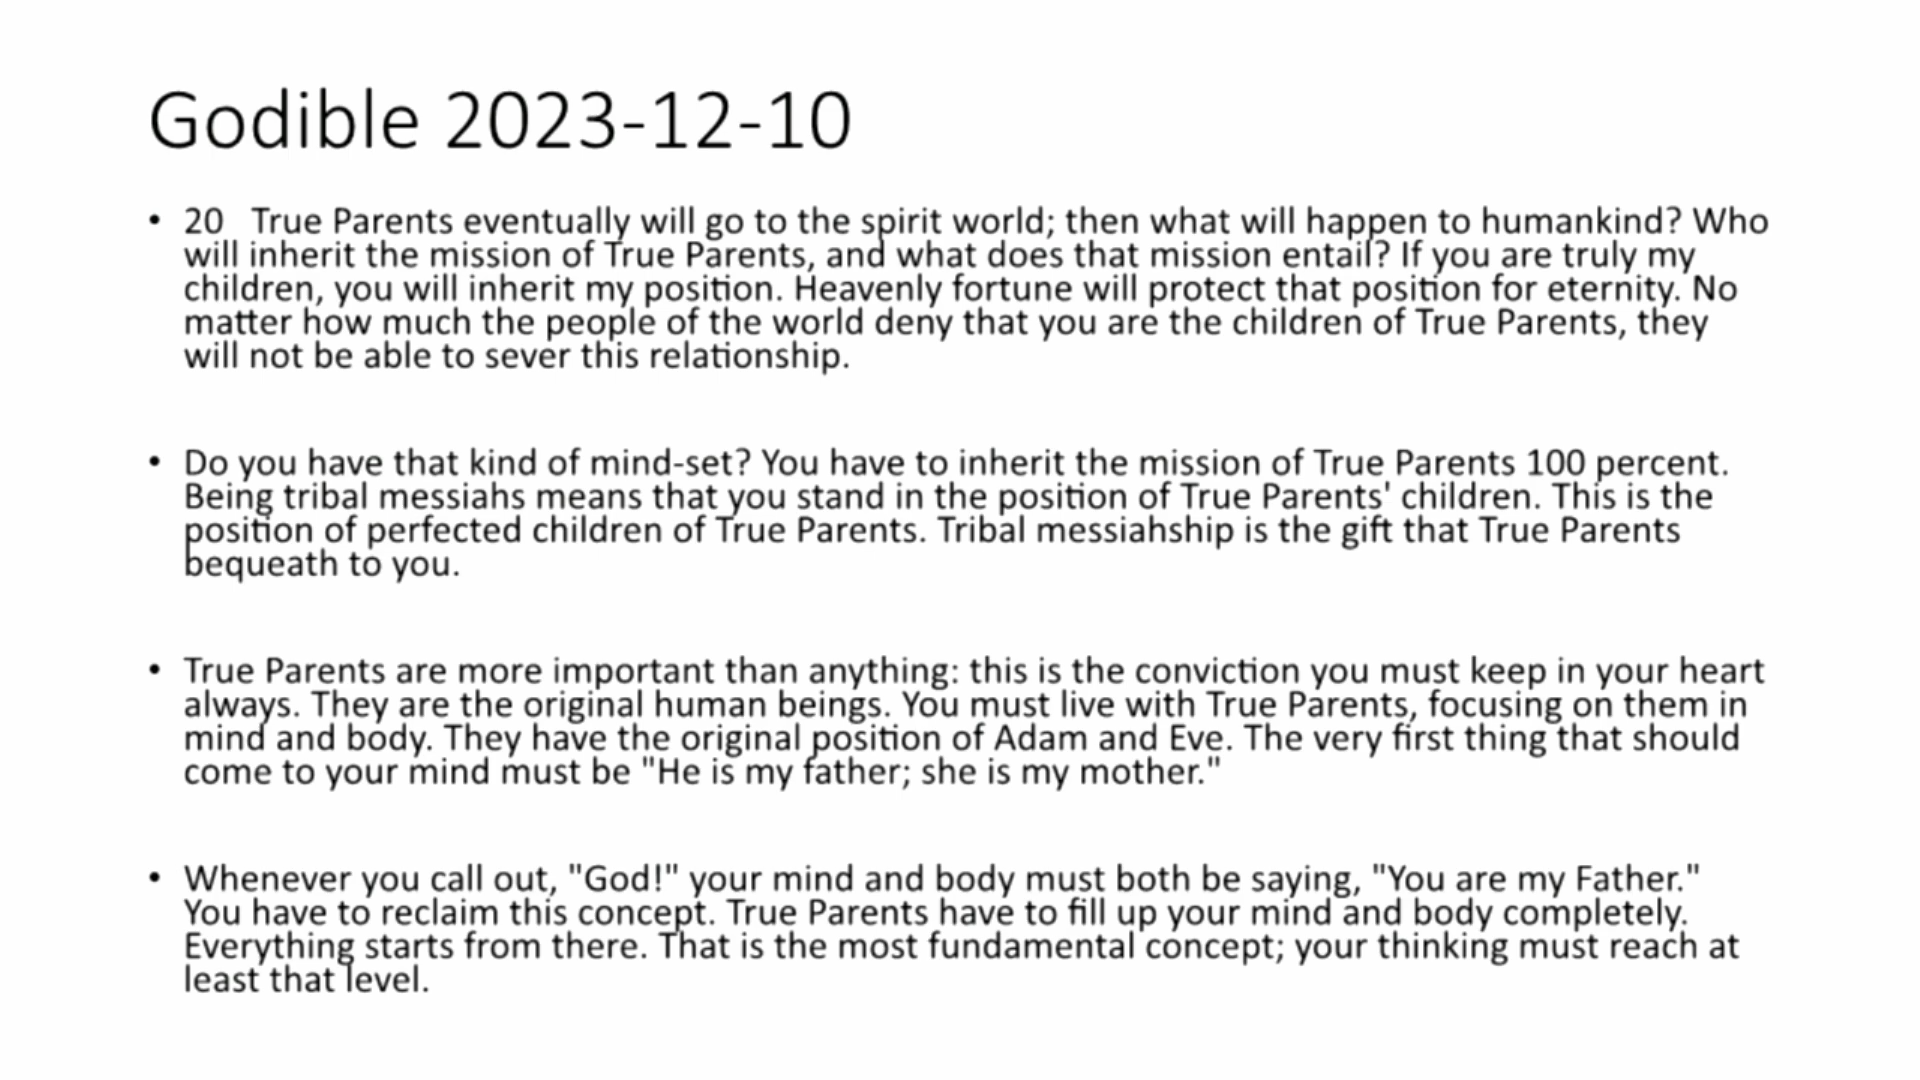 Godible 2023-12-10
• 20 True Parents eventually will go to the spirit world; then what will happen to humankind? Who
will inherit the mission of True Parents, and what does that mission entail? If you are truly my
children, you will inherit my position. Heavenly fortune will protect that position for eternity. No
matter how much the people of the world deny that you are the children of True Parents, they
will not be able to sever this relationship.
• Do you have that kind of mind-set? You have to inherit the mission of True Parents 100 percent.
Being tribal messiahs means that you stand in the position of True Parents' children. This is the
position of perfected children of True Parents. Tribal messiahship is the gift that True Parents
bequeath to you.
• True Parents are more important than anything: this is the conviction you must keep in your heart
always. They are the original human beings. You must live with True Parents, focusing on them in
mind and body. They have the original position of Adam and Eve. The very first thing that should
come to your mind must be "He is my father; she is my mother."
• Whenever you call out, "God!" your mind and body must both be saying, "You are my Father."
You have to reclaim this concept. True Parents have to fill up your mind and body completely.
Everything starts from there. That is the most fundamental concept; your thinking must reach at
least that level.